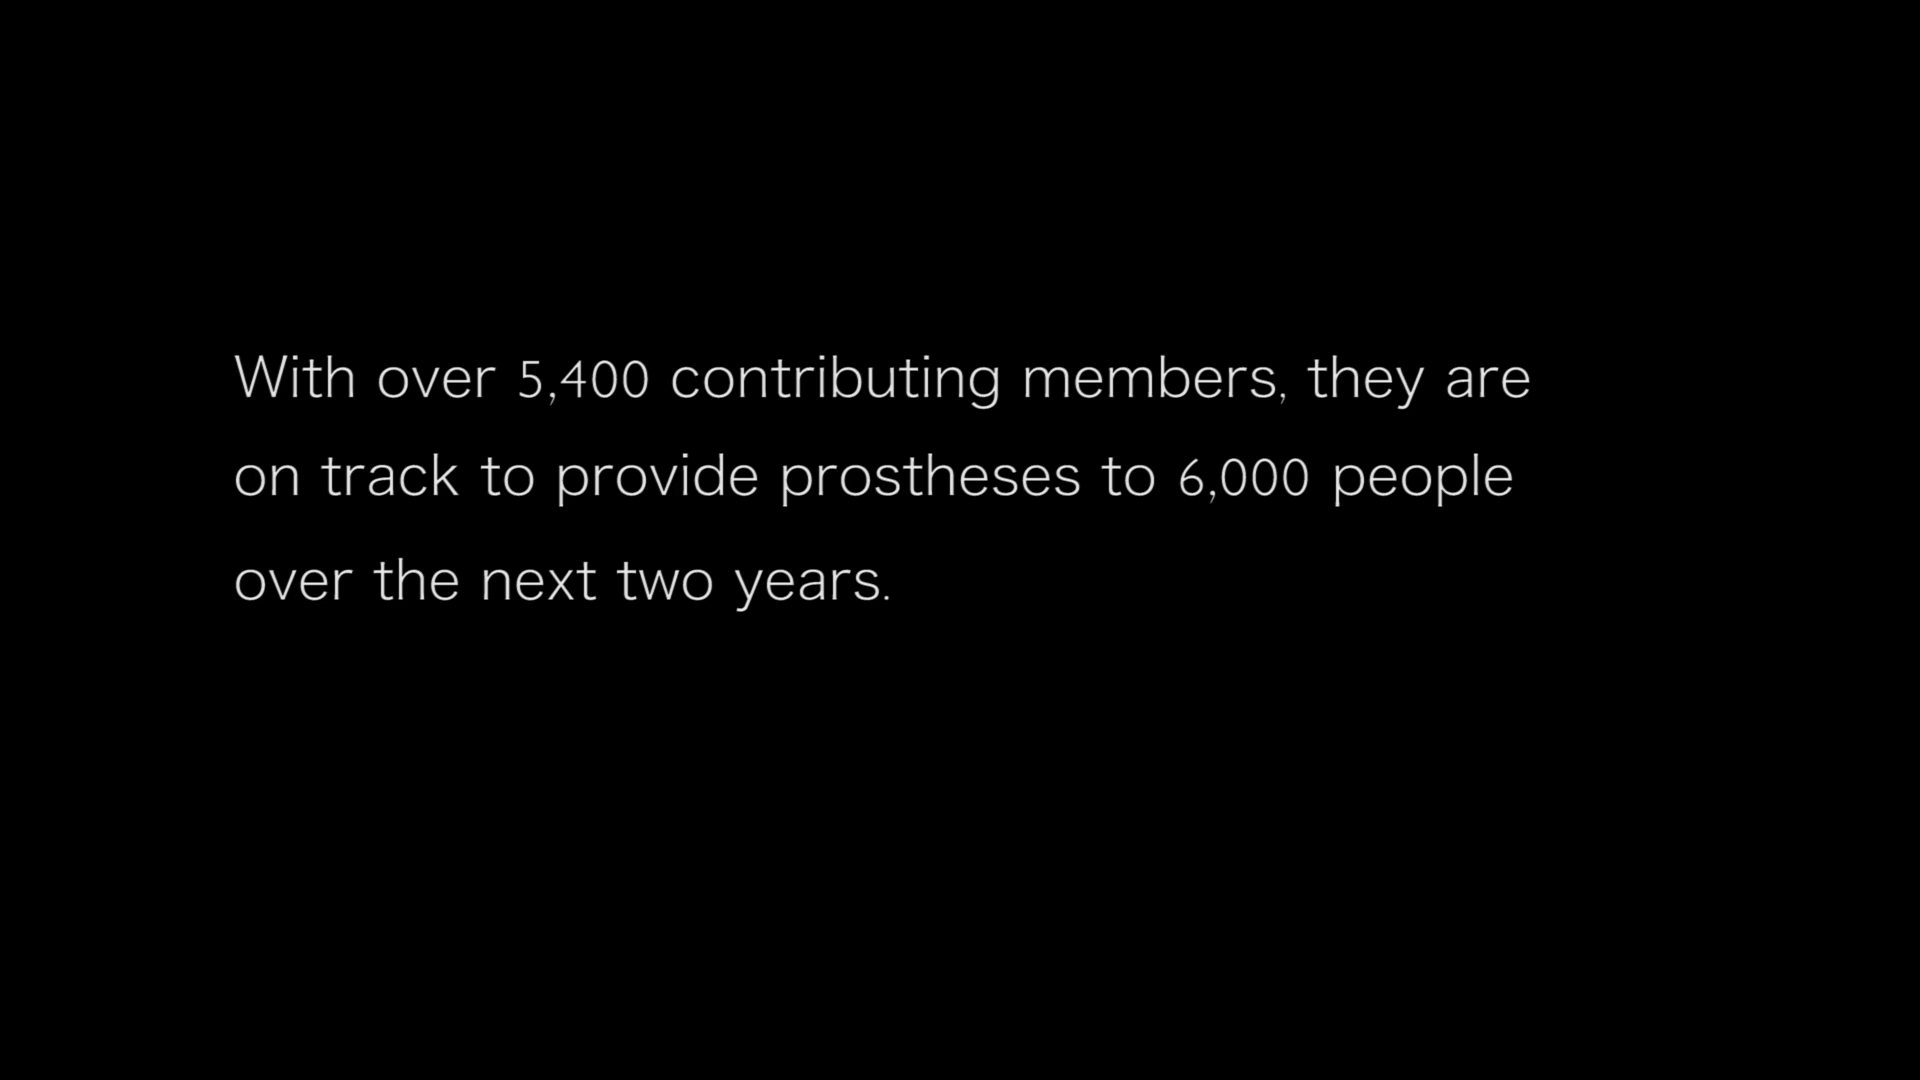 With over 5,400 contributing members, they are
on track to provide prostheses to 6,000 people
over the next two years.